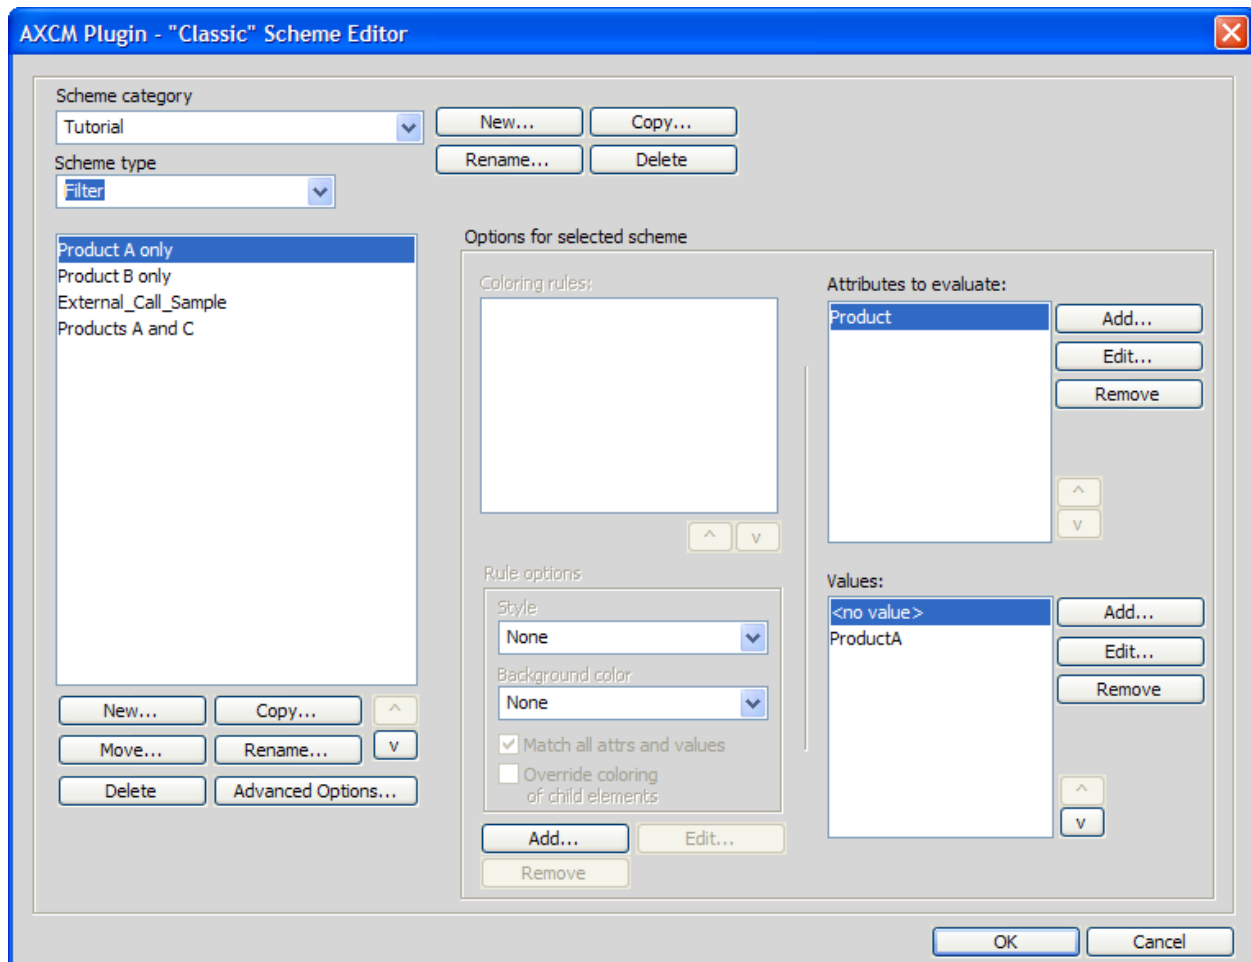 AXCM Plugin - "Classic" Scheme Editor
Scheme category
Tutorial
New...
Copy...
Rename...
Delete
Scheme type
Filter
Product A only
Product B only
External_Call_Sample
Products A and C
New...
Copy...
^
Move...
Rename...
v
Delete
Advanced Options...
Options for selected scheme
Coloring rules:
^
v
Rule options
Style
None
Background color
None
Match all attrs and values
Override coloring
of child elements
Add...
Edit...
Remove
Attributes to evaluate:
Product
Add...
Edit...
Remove
^
v
Values:
<no value>
ProductA
Add...
Edit...
Remove
^
v
OK
Cancel